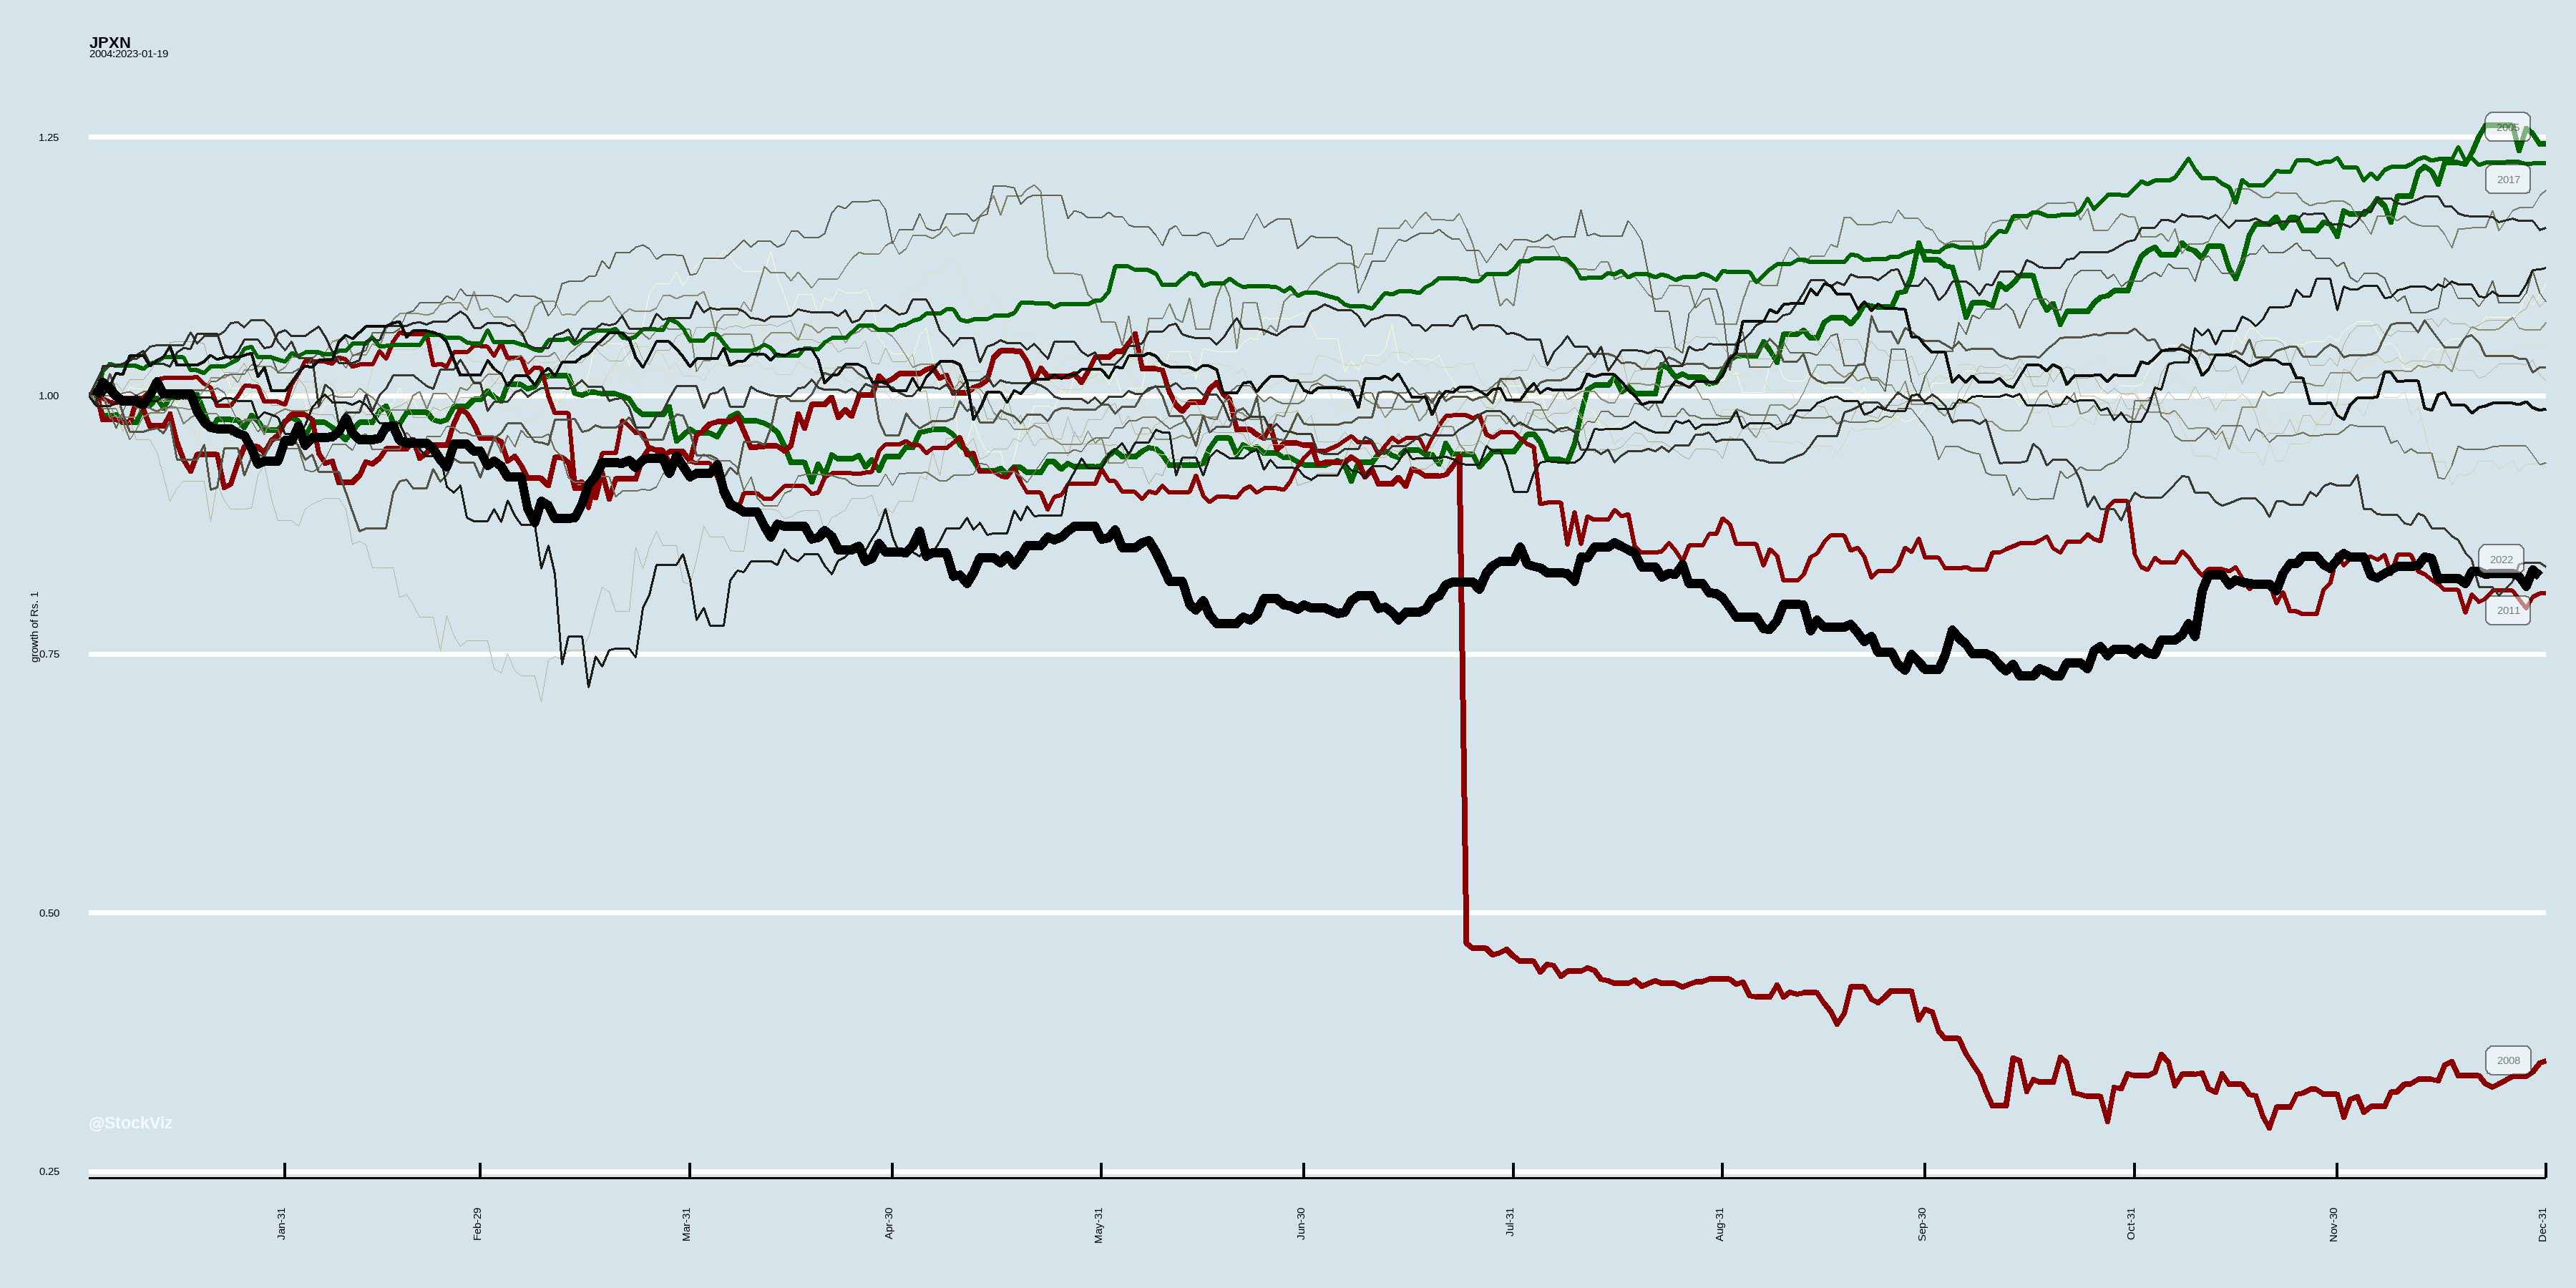 JPXN
2004:2023-01-19
growth of Rs. 1
1.25
1.00
0.75
0.50
0.25
2005
2017
2022
2011
2008
@StockViz
Jan-31
Feb-29
Mar-31
Apr-30
May-31
Jun-30
Jul-31
Aug-31
Sep-30
Oct-31
Nov-30
Dec-31